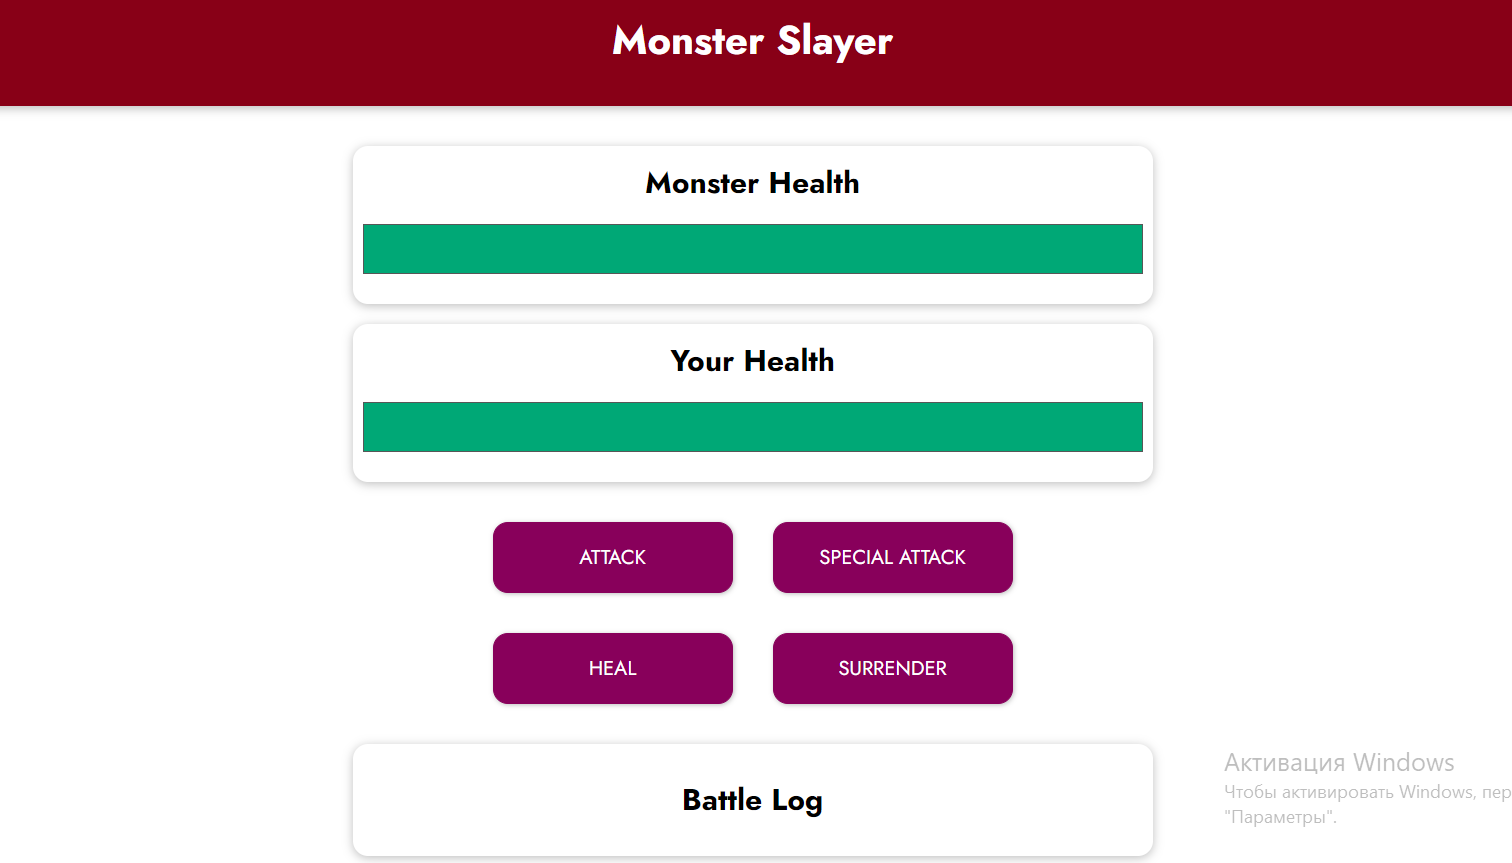 Monster Slayer
Monster Health
Your Health
ATTACK
SPECIAL ATTACK
HEAL
SURRENDER
Battle Log
Активация Windows
Чтобы активировать Windows, пер
"Параметры".